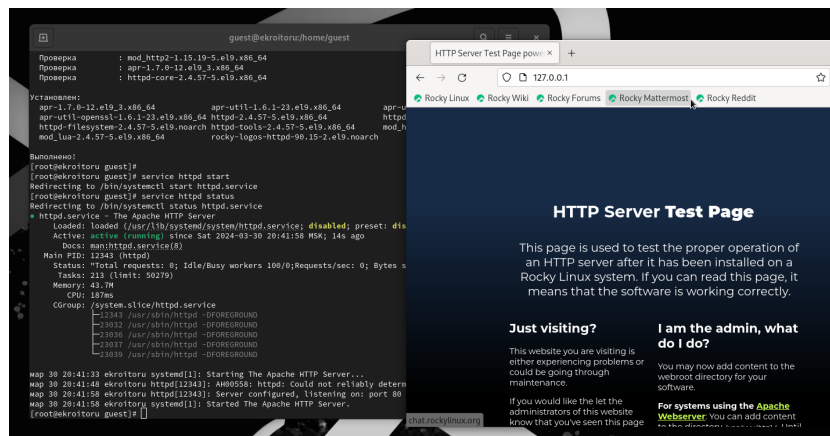 guest@ekroitoru:/home/guest
Проверка : mod_http2-1.15.19-5.el9.x86_64
Проверка : apr-1.7.0-12.el9_3.x86_64
Проверка : httpd-core-2.4.57-5.el9.x86_64
Установлен:
apr-1.7.0-12.el9_3.x86_64 apr-util-1.6.1-23.el9.x86_64 apr-u
apr-util-openssl-1.6.1-23.el9.x86_64 httpd-2.4.57-5.el9.x86_64 httpd
httpd-filesystem-2.4.57-5.el9.noarch httpd-tools-2.4.57-5.el9.x86_64 mod_h
mod_lua-2.4.57-5.el9.x86_64 rocky-logos-httpd-90.15-2.el9.noarch
Выполнено!
[root@ekroitoru guest]#
[root@ekroitoru guest]# service httpd start
Redirecting to /bin/systemctl start httpd.service
[root@ekroitoru guest]# service httpd status
Redirecting to /bin/systemctl status httpd.service
● httpd.service - The Apache HTTP Server
Loaded: loaded (/usr/lib/systemd/system/httpd.service; disabled; preset: dis
Active: active (running) since Sat 2024-03-30 20:41:58 MSK; 14s ago
Docs: man:httpd.service(8)
Main PID: 12343 (httpd)
Status: "Total requests: 0; Idle/Busy workers 100/0;Requests/sec: 0; Bytes s
Tasks: 213 (limit: 50279)
Memory: 43.7M
CPU: 187ms
CGroup: /system.slice/httpd.service
├─12343 /usr/sbin/httpd -DFOREGROUND
├─23032 /usr/sbin/httpd -DFOREGROUND
├─23036 /usr/sbin/httpd -DFOREGROUND
├─23037 /usr/sbin/httpd -DFOREGROUND
└─23039 /usr/sbin/httpd -DFOREGROUND
мар 30 20:41:33 ekroitoru systemd[1]: Starting The Apache HTTP Server...
мар 30 20:41:48 ekroitoru httpd[12343]: AH00558: httpd: Could not reliably determ
мар 30 20:41:58 ekroitoru httpd[12343]: Server configured, listening on: port 80
мар 30 20:41:58 ekroitoru systemd[1]: Started The Apache HTTP Server.
[root@ekroitoru guest]#
HTTP Server Test Page powe
127.0.0.1
Rocky Linux Rocky Wiki Rocky Forums Rocky Mattermost Rocky Reddit
HTTP Server Test Page
This page is used to test the proper operation of
an HTTP server after it has been installed on a
Rocky Linux system. If you can read this page, it
means that the software is working correctly.
Just visiting?
This website you are visiting is
either experiencing problems or
could be going through
maintenance.
If you would like the let the
administrators of this website
know that you've seen this page
I am the admin, what
do I do?
You may now add content to the
webroot directory for your
software.
For systems using the Apache
Webserver: You can add content
chat.rockylinux.org